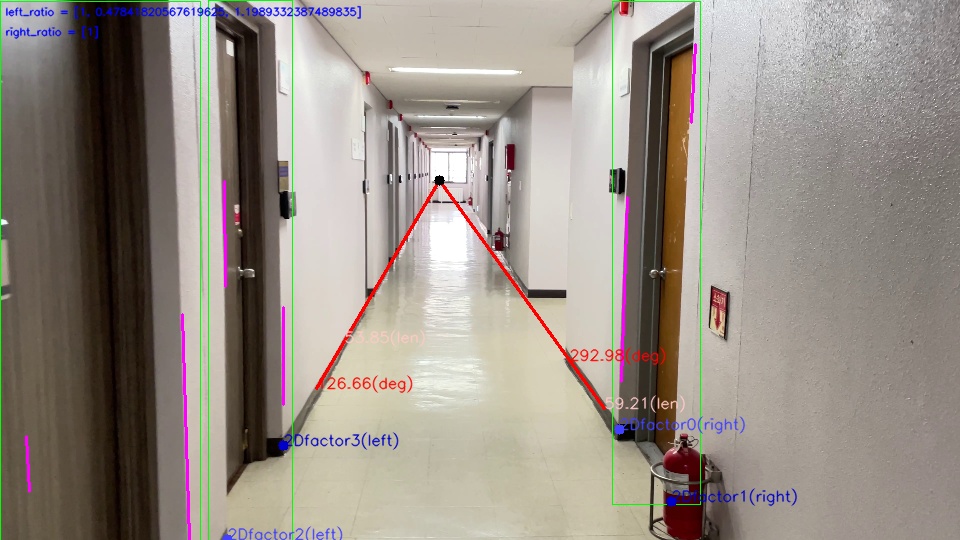 left_ratio = [1, 0.4784182056761962?, 1.1989332387489835]
right_ratio = [1]
53.85(len)
292.98(deg)
26.66(deg)
59.21(len)
2Dfactor0(right)
2Dfactor3(left)
2Dfactor1(right)
2Dfactor2(left)